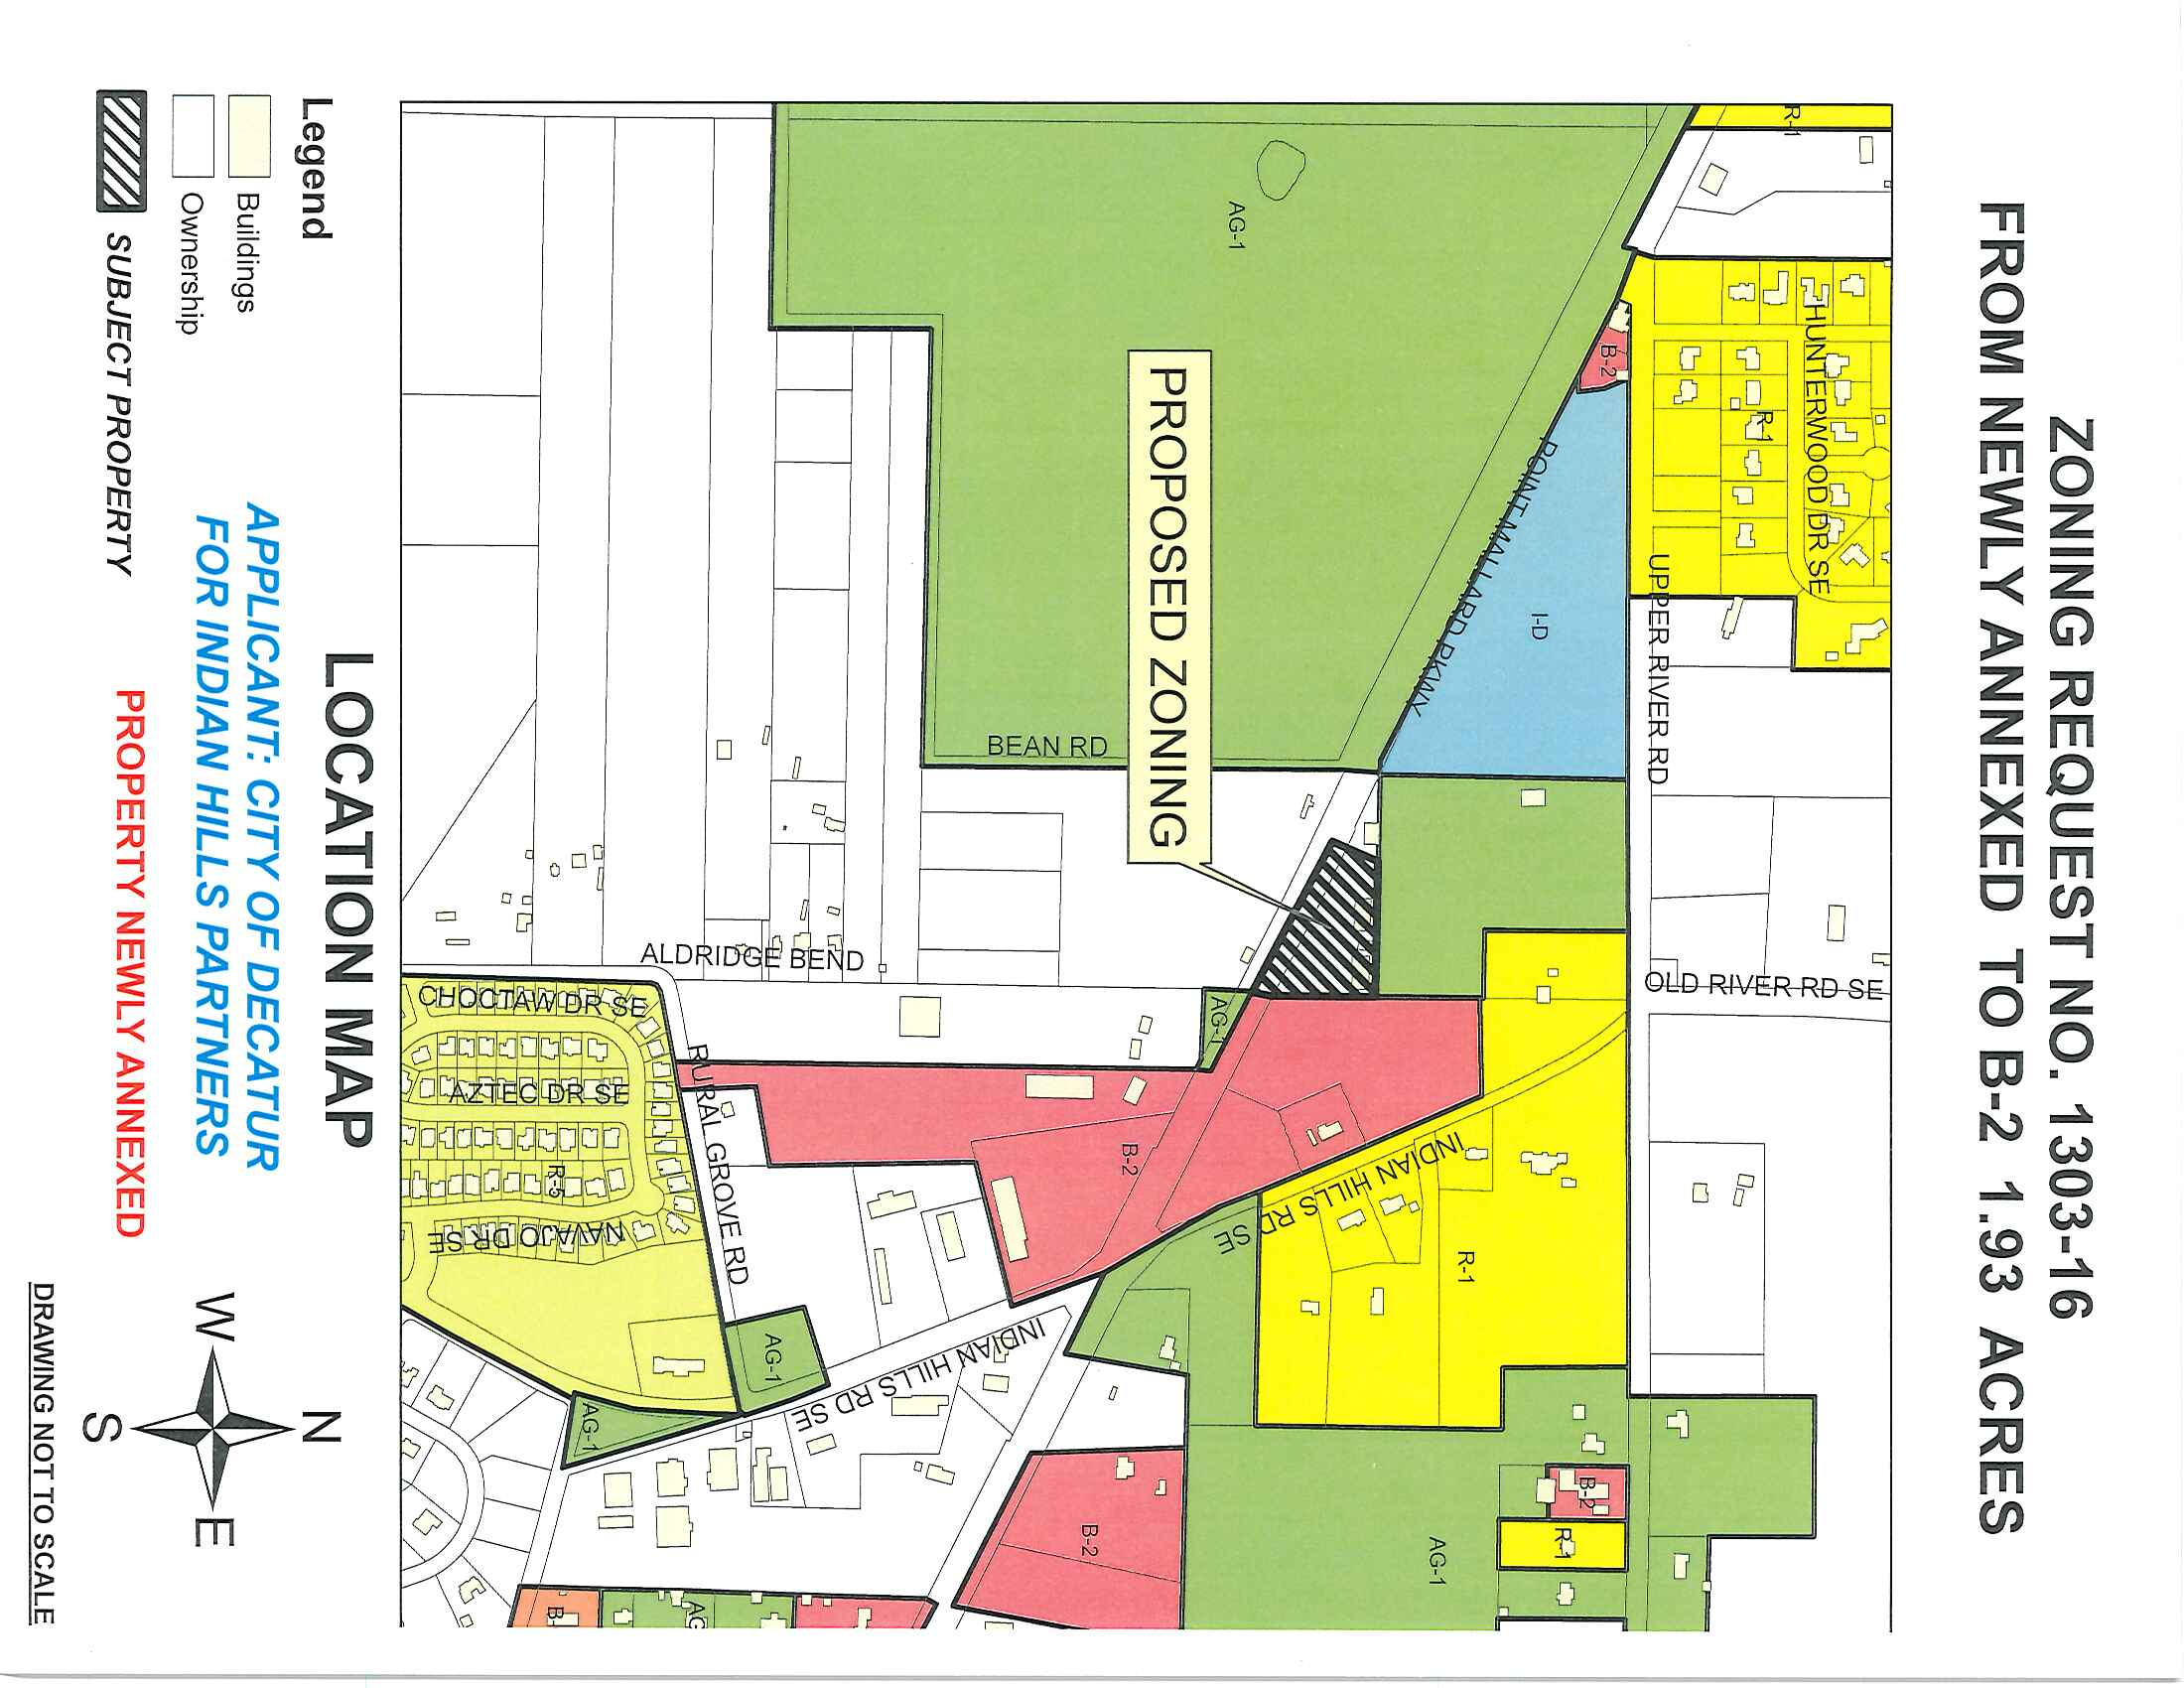 ZONING REQUEST NO. 1303-16
FROM NEWLY ANNEXED TO B-2 1.93 ACRES
R-1
HUNTERWOOD DR SE
R-1
UPPER RIVER RD
OLD RIVER RD SE
B-2
I-D
POINT MALLARD PKWY
AG-1
BEAN RD
PROPOSED ZONING
AG-1
B-2
INDIAN HILLS RD SE
R-1
B-2
R-1
AG-1
B-2
ALDRIDGE BEND
CHOCTAW DR SE
AZTEC DR SE
R-5
NAVAJO DR SE
RURAL GROVE RD
AG-1
INDIAN HILLS RD SE
AG-1
AG
B
LOCATION MAP
Legend
Buildings
Ownership
SUBJECT PROPERTY
APPLICANT: CITY OF DECATUR
FOR INDIAN HILLS PARTNERS
PROPERTY NEWLY ANNEXED
N
W
E
S
DRAWING NOT TO SCALE